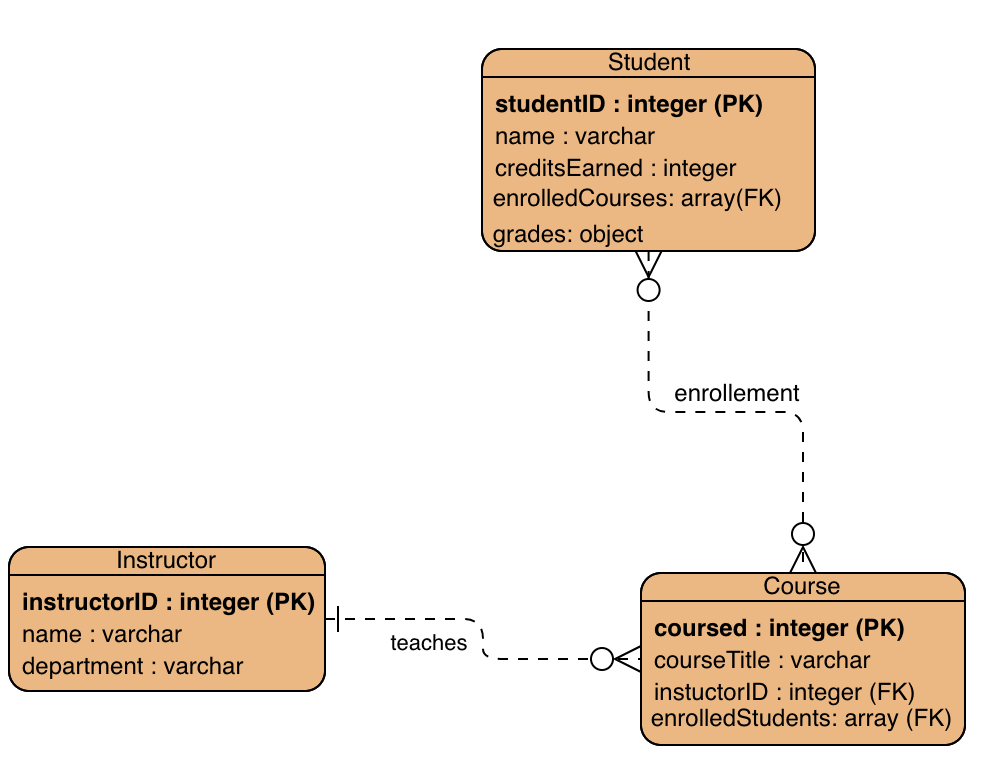 Student
studentID : integer (PK)
name : varchar
creditsEarned : integer
enrolledCourses: array(FK)
grades: object
enrollement
Instructor
instructorID : integer (PK)
name : varchar
department : varchar
teaches
Course
coursed : integer (PK)
courseTitle : varchar
instuctorID : integer (FK)
enrolledStudents: array (FK)